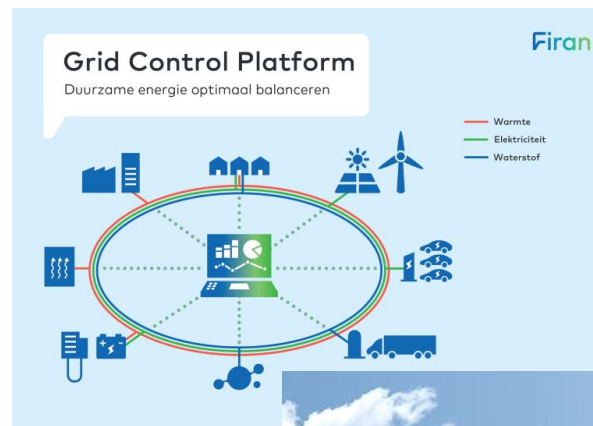 Grid Control Platform
Duurzame energie optimaal balanceren
Firan
Warmte
Elektriciteit
Waterstof